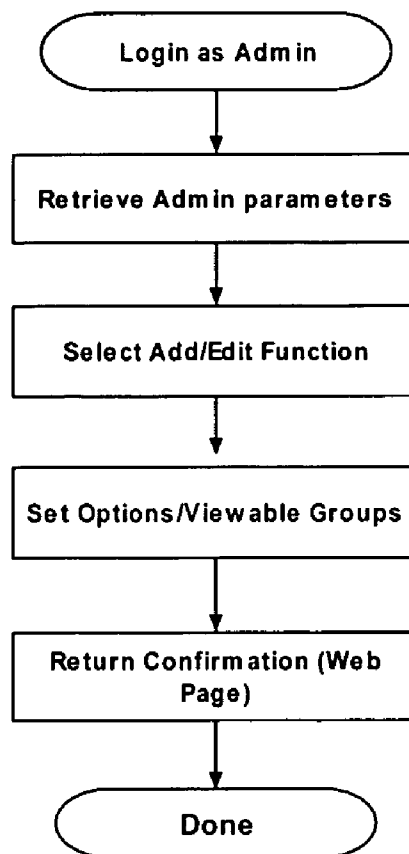 Login as Admin
Retrieve Admin parameters
Select Add/Edit Function
Set Options/Viewable Groups
Return Confirmation (Web
Page)
Done